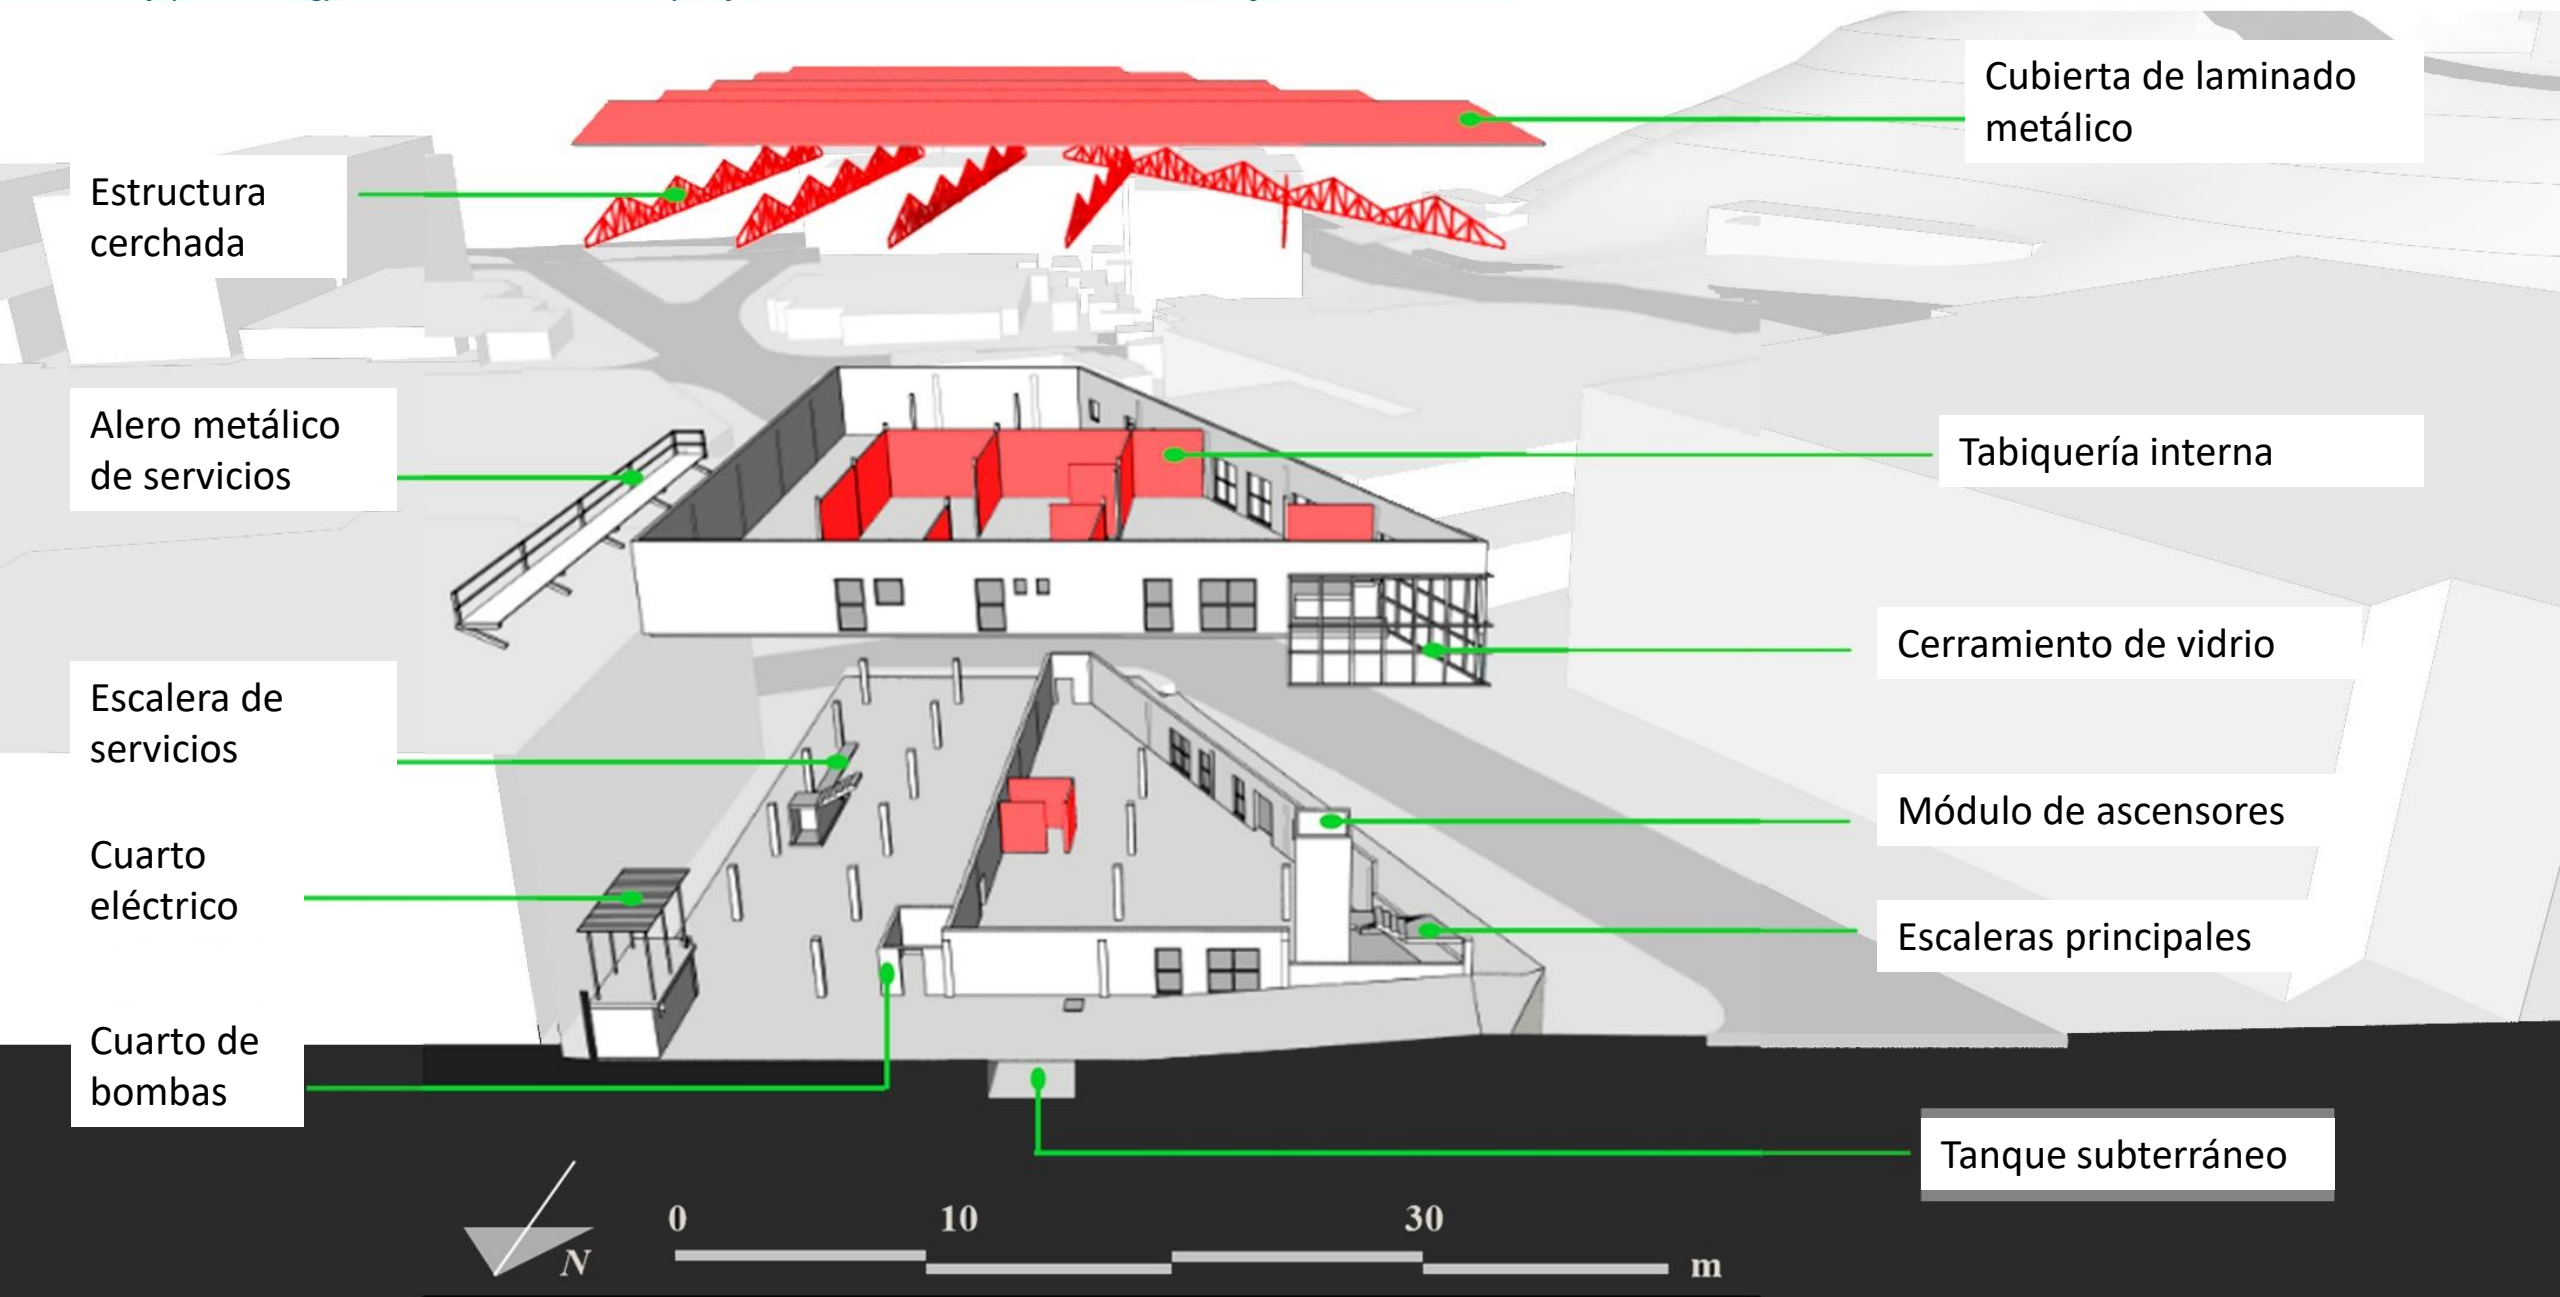 Cubierta de laminado
metálico
Estructura
cerchada
Alero metálico
de servicios
Tabiquería interna
Cerramiento de vidrio
Escalera de
servicios
Módulo de ascensores
Cuarto
eléctrico
Escaleras principales
Cuarto de
bombas
Tanque subterráneo
0 10 30
N
m